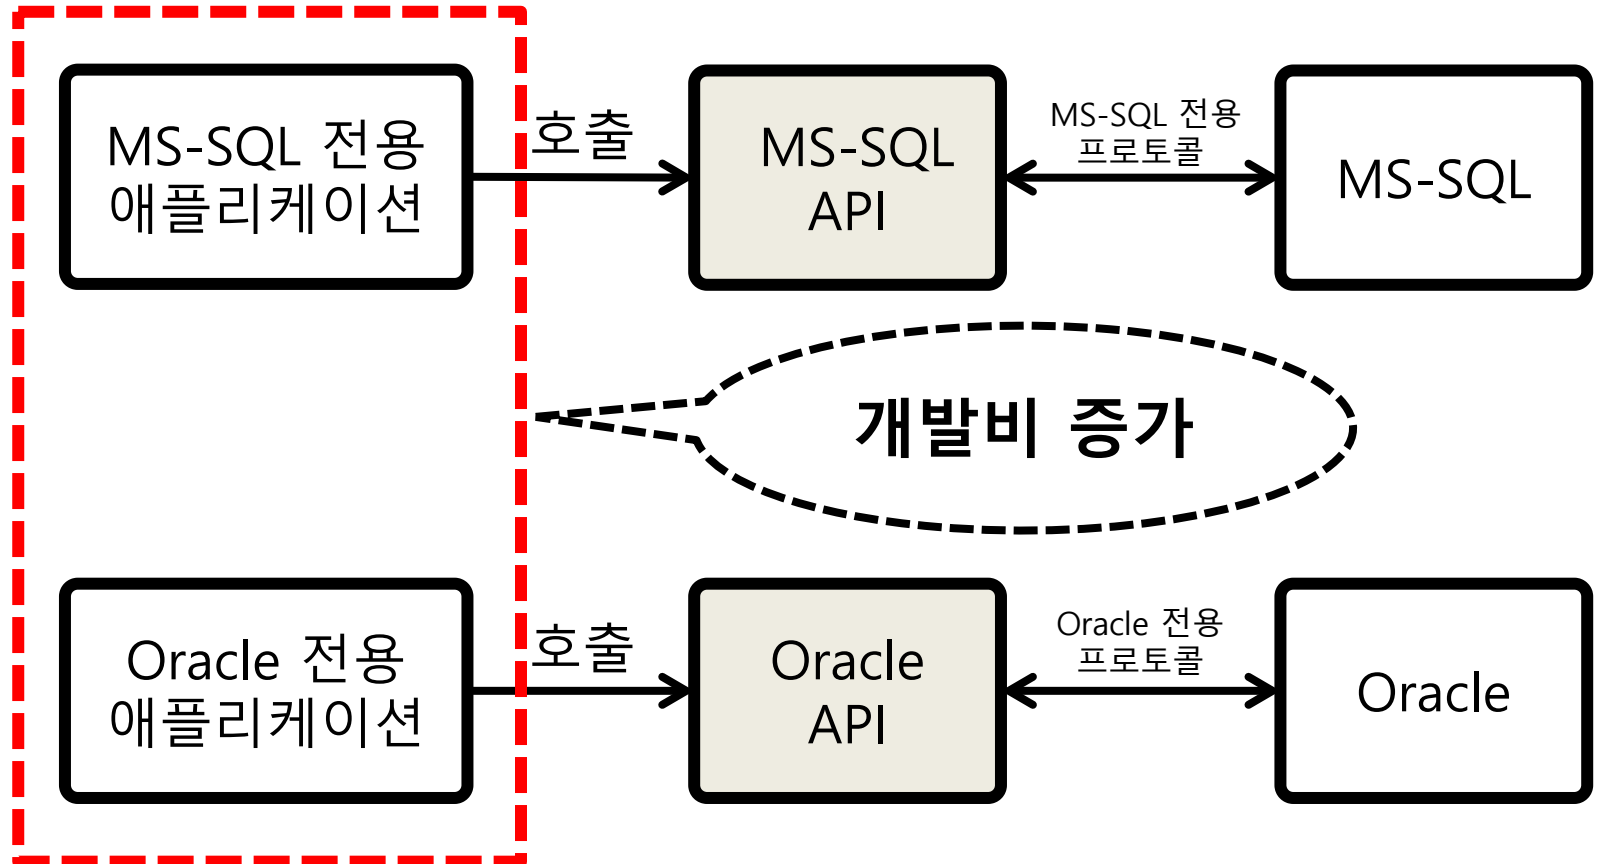 MS-SQL 전용
애플리케이션
호출
MS-SQL
API
MS-SQL 전용
프로토콜
MS-SQL
개발비 증가
Oracle 전용
애플리케이션
호출
Oracle
API
Oracle 전용
프로토콜
Oracle